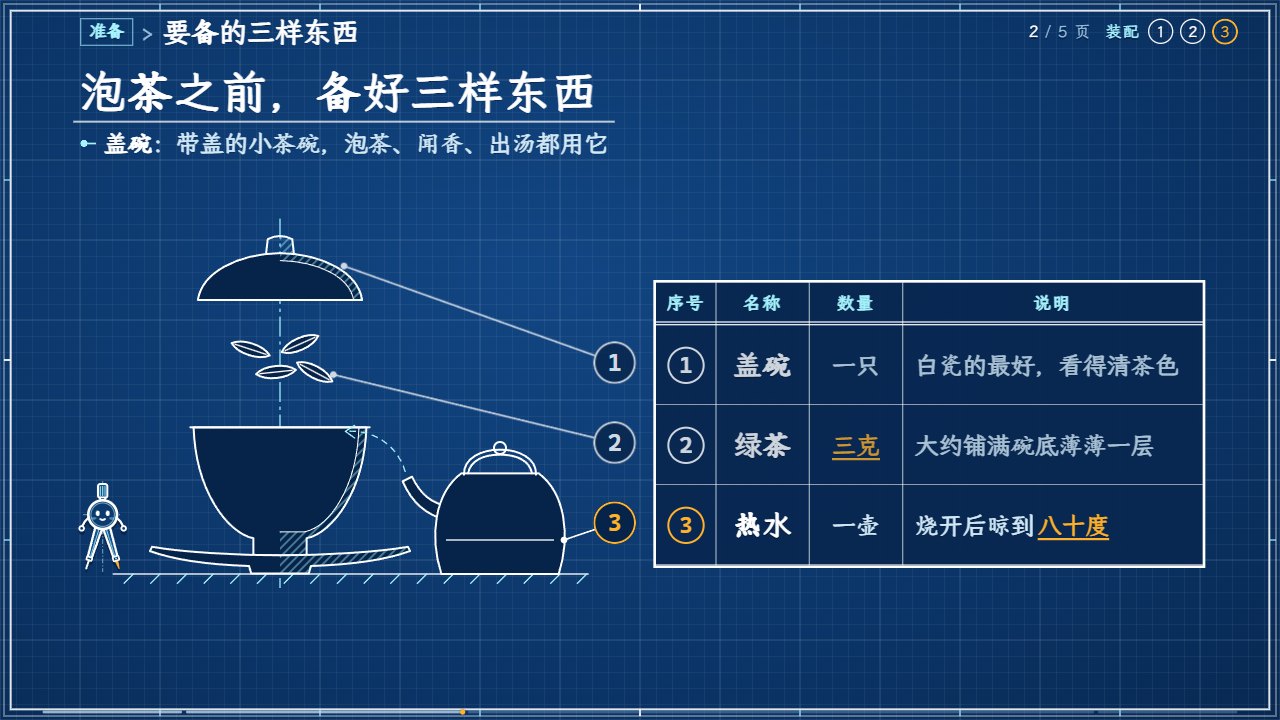 准备 > 要备的三样东西
2 / 5 页 装配 1 2 3
泡茶之前，备好三样东西
盖碗：带盖的小茶碗，泡茶、闻香、出汤都用它
1
2
3
序号 名称 数量 说明
1 盖碗 一只 白瓷的最好，看得清茶色
2 绿茶 三克 大约铺满碗底薄薄一层
3 热水 一壶 烧开后晾到八十度